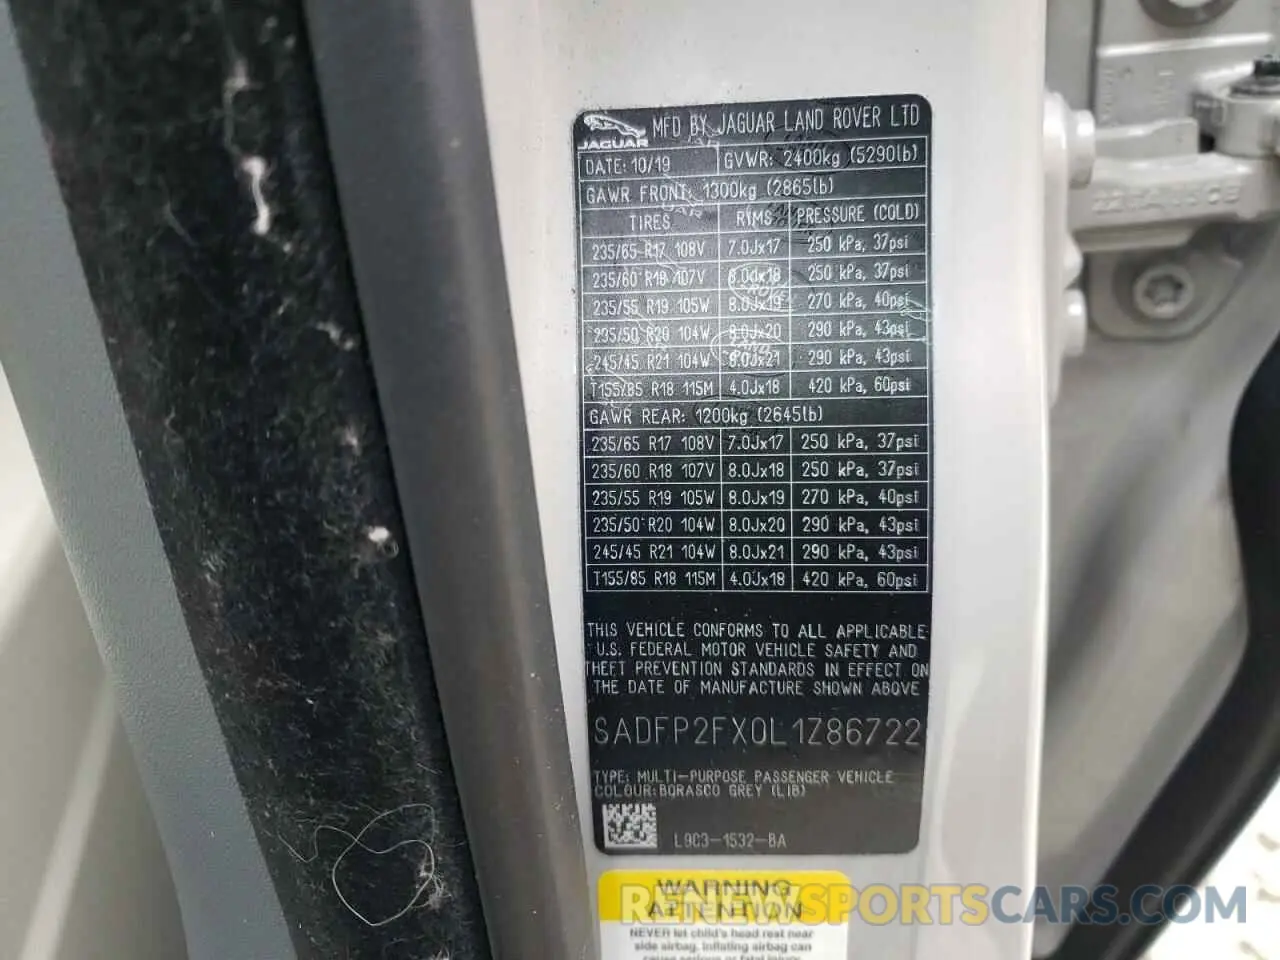 JAGUAR
MFD BY JAGUAR LAND ROVER LTD
DATE: 10/19 GVWR: 2400kg (5290lb)
GAWR FRONT: 1300kg (2865lb)
TIRES RIMS PRESSURE (COLD)
235/65 R17 108V 7.0Jx17 250 kPa, 37psi
235/60 R18 107V 8.0Jx18 250 kPa, 37psi
235/55 R19 105W 8.0Jx19 270 kPa, 40psi
235/50 R20 104W 8.0Jx20 290 kPa, 43psi
245/45 R21 104W 8.0Jx21 290 kPa, 43psi
T155/85 R18 115M 4.0Jx18 420 kPa, 60psi
GAWR REAR: 1200kg (2645lb)
235/65 R17 108V 7.0Jx17 250 kPa, 37psi
235/60 R18 107V 8.0Jx18 250 kPa, 37psi
235/55 R19 105W 8.0Jx19 270 kPa, 40psi
235/50 R20 104W 8.0Jx20 290 kPa, 43psi
245/45 R21 104W 8.0Jx21 290 kPa, 43psi
T155/85 R18 115M 4.0Jx18 420 kPa, 60psi
THIS VEHICLE CONFORMS TO ALL APPLICABLE
U.S. FEDERAL MOTOR VEHICLE SAFETY AND
THEFT PREVENTION STANDARDS IN EFFECT ON
THE DATE OF MANUFACTURE SHOWN ABOVE
SADFP2FX0L1Z86722
TYPE: MULTI-PURPOSE PASSENGER VEHICLE
COLOUR: BORASCO GREY (LIB)
L9C3-1532-BA
WARNING
ATTENTION
RENEWSPORTSCARS.COM
NEVER let child's head rest near
side airbag. Inflating airbag can
cause serious or fatal injury.